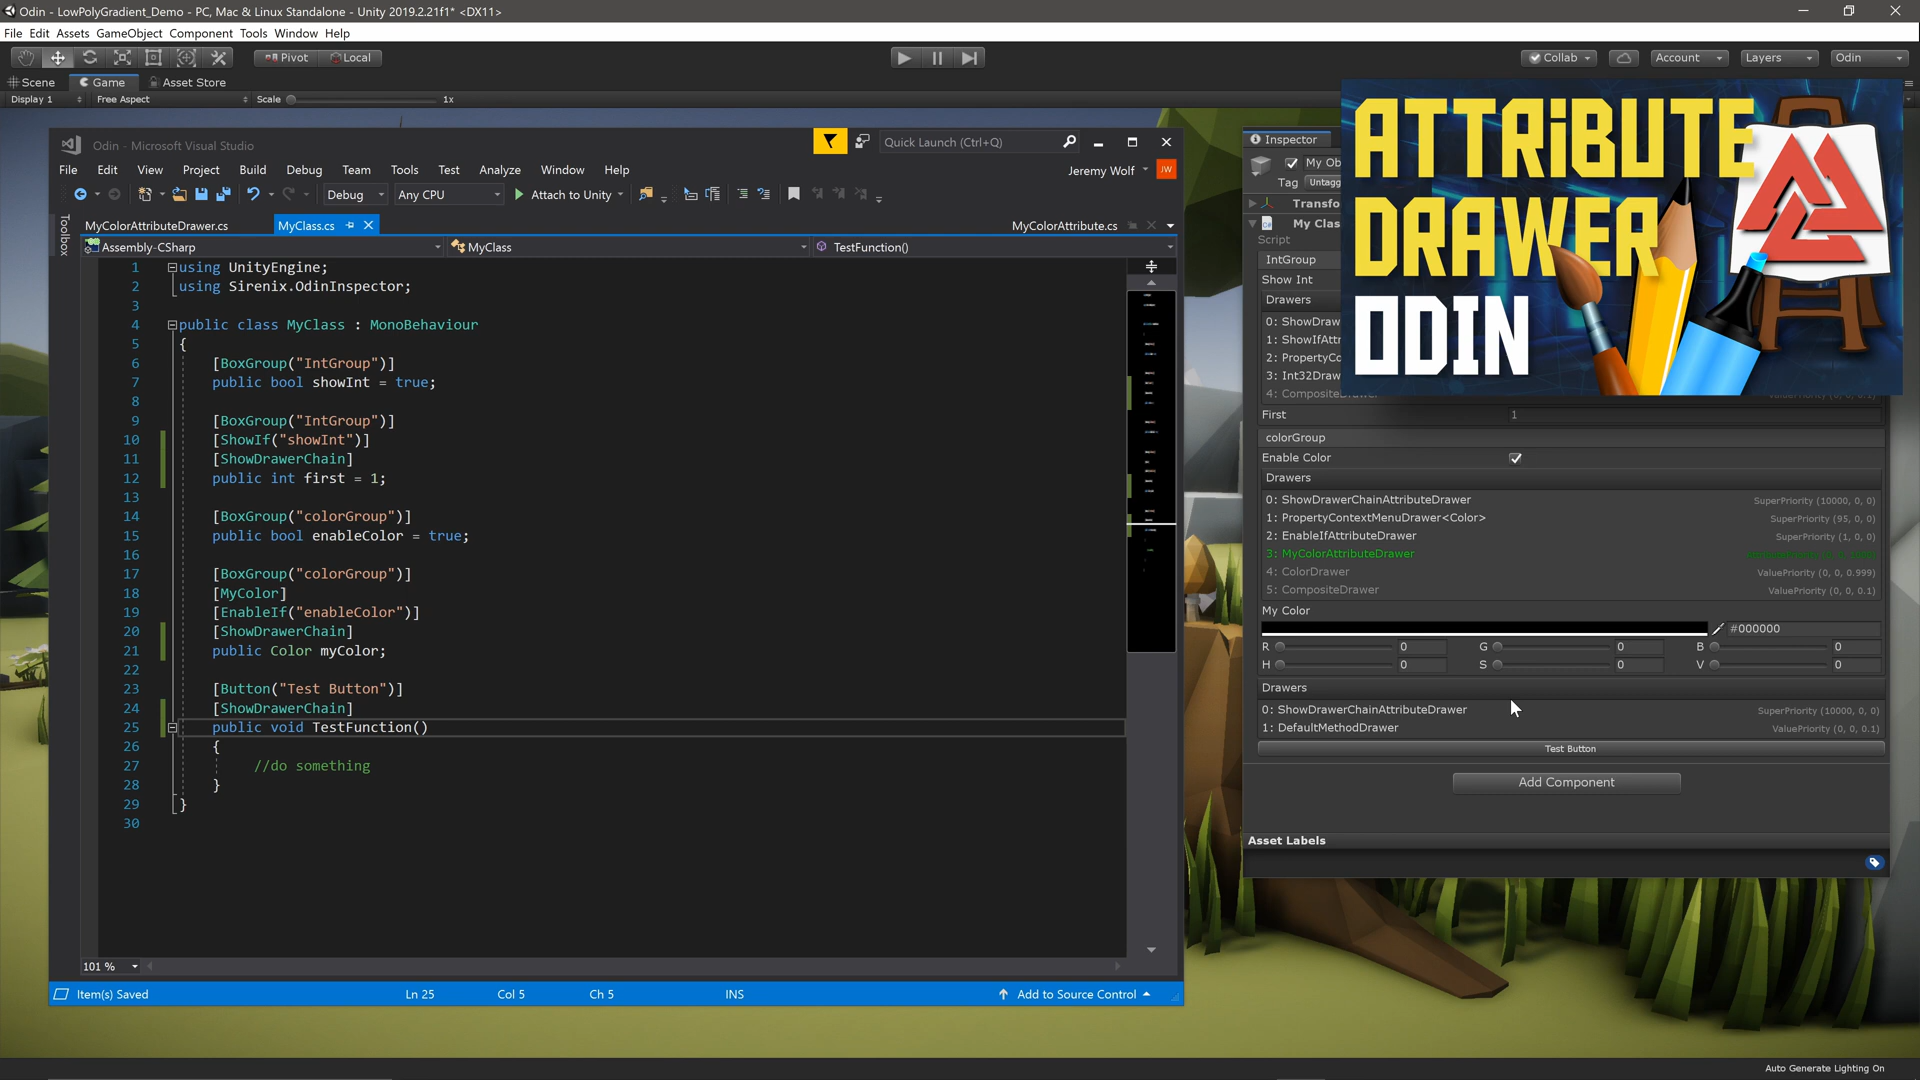 Odin - LowPolyGradient_Demo - PC, Mac & Linux Standalone - Unity 2019.2.21f1* <DX11>
File Edit Assets GameObject Component Tools Window Help
Pivot Local
Collab Account Layers Odin
Scene Game Asset Store
Display 1 Free Aspect Scale 1x
Odin - Microsoft Visual Studio
Quick Launch (Ctrl+Q)
File Edit View Project Build Debug Team Tools Test Analyze Window Help
Jeremy Wolf JW
Debug Any CPU Attach to Unity
Toolbox
MyColorAttributeDrawer.cs MyClass.cs MyColorAttribute.cs
Assembly-CSharp MyClass TestFunction()
1 using UnityEngine;
2 using Sirenix.OdinInspector;
3
4 public class MyClass : MonoBehaviour
5 {
6 [BoxGroup("IntGroup")]
7 public bool showInt = true;
8
9 [BoxGroup("IntGroup")]
10 [ShowIf("showInt")]
11 [ShowDrawerChain]
12 public int first = 1;
13
14 [BoxGroup("colorGroup")]
15 public bool enableColor = true;
16
17 [BoxGroup("colorGroup")]
18 [MyColor]
19 [EnableIf("enableColor")]
20 [ShowDrawerChain]
21 public Color myColor;
22
23 [Button("Test Button")]
24 [ShowDrawerChain]
25 public void TestFunction()
26 {
27 //do something
28 }
29 }
30
101 %
Item(s) Saved Ln 25 Col 5 Ch 5 INS Add to Source Control
ATTRIBUTE
DRAWER
ODIN
Inspector
My Ob
Tag Untagg
Transfo
My Clas
Script
IntGroup
Show Int
Drawers
0: ShowDraw
1: ShowIfAttr
2: PropertyCo
3: Int32Draw
4: CompositeDrawer
First 1
colorGroup
Enable Color
Drawers
0: ShowDrawerChainAttributeDrawer SuperPriority (10000, 0, 0)
1: PropertyContextMenuDrawer<Color> SuperPriority (95, 0, 0)
2: EnableIfAttributeDrawer SuperPriority (1, 0, 0)
3: MyColorAttributeDrawer
4: ColorDrawer ValuePriority (0, 0, 0.999)
5: CompositeDrawer ValuePriority (0, 0, 0.1)
My Color
#000000
R 0 G 0 B 0
H 0 S 0 V 0
Drawers
0: ShowDrawerChainAttributeDrawer SuperPriority (10000, 0, 0)
1: DefaultMethodDrawer ValuePriority (0, 0, 0.1)
Test Button
Add Component
Asset Labels
Auto Generate Lighting On